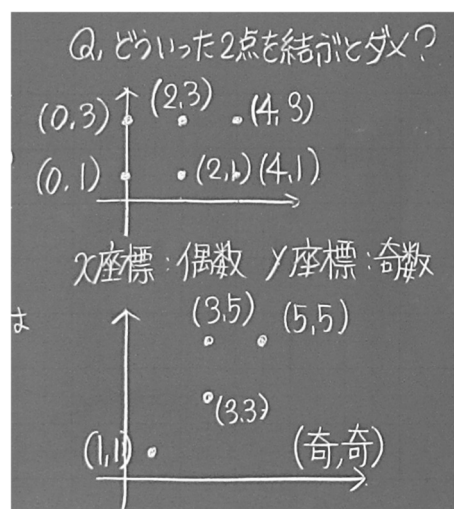 Q, どういった2点を結ぶとダメ?
(0,3) (2,3) (4,3)
(0,1) (2,1) (4,1)
x座標:偶数 y座標:奇数
は
(3,5) (5,5)
(3,3)
(1,1) (奇,奇)